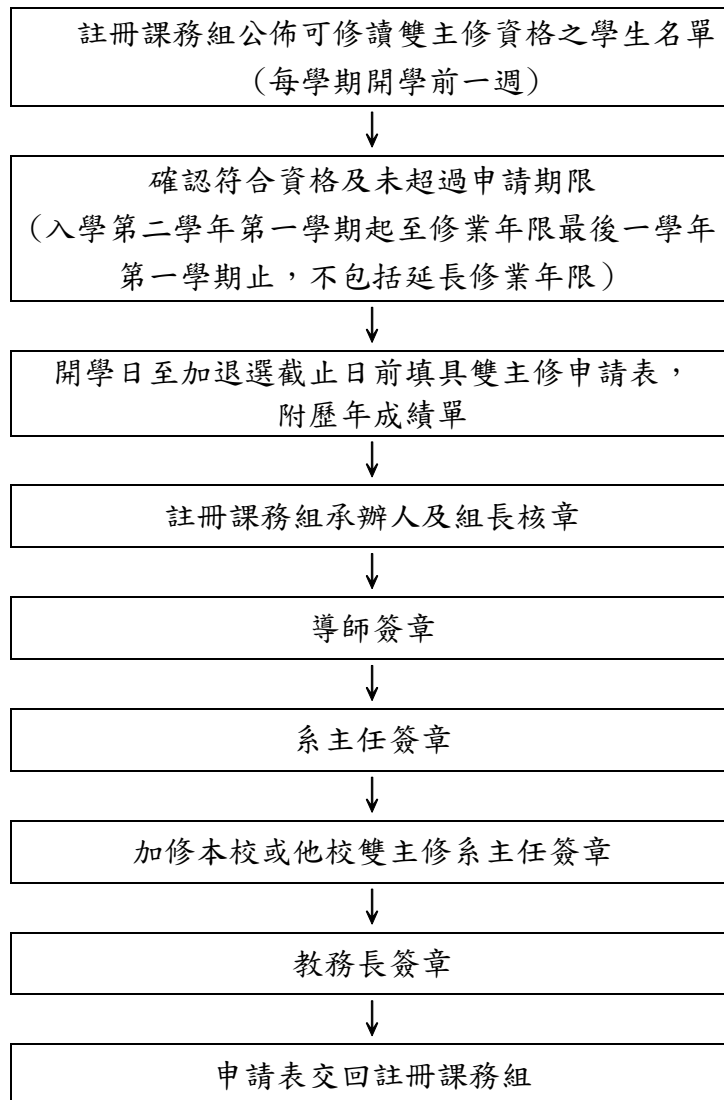 註冊課務組公佈可修讀雙主修資格之學生名單
(每學期開學前一週)
確認符合資格及未超過申請期限
(入學第二學年第一學期起至修業年限最後一學年
第一學期止，不包括延長修業年限)
開學日至加退選截止日前填具雙主修申請表，
附歷年成績單
註冊課務組承辦人及組長核章
導師簽章
系主任簽章
加修本校或他校雙主修系主任簽章
教務長簽章
申請表交回註冊課務組